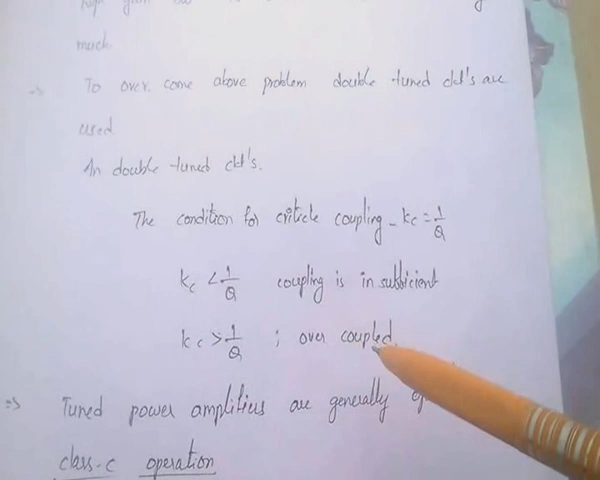 much.
=> To over come above problem double tuned ckt's are
used.
In double tuned ckt's.
The condition for criticle coupling - kc = 1/Q
kc < 1/Q coupling is in sufficient
kc > 1/Q ; over coupled.
=> Tuned power amplifiers are generally
class-c operation